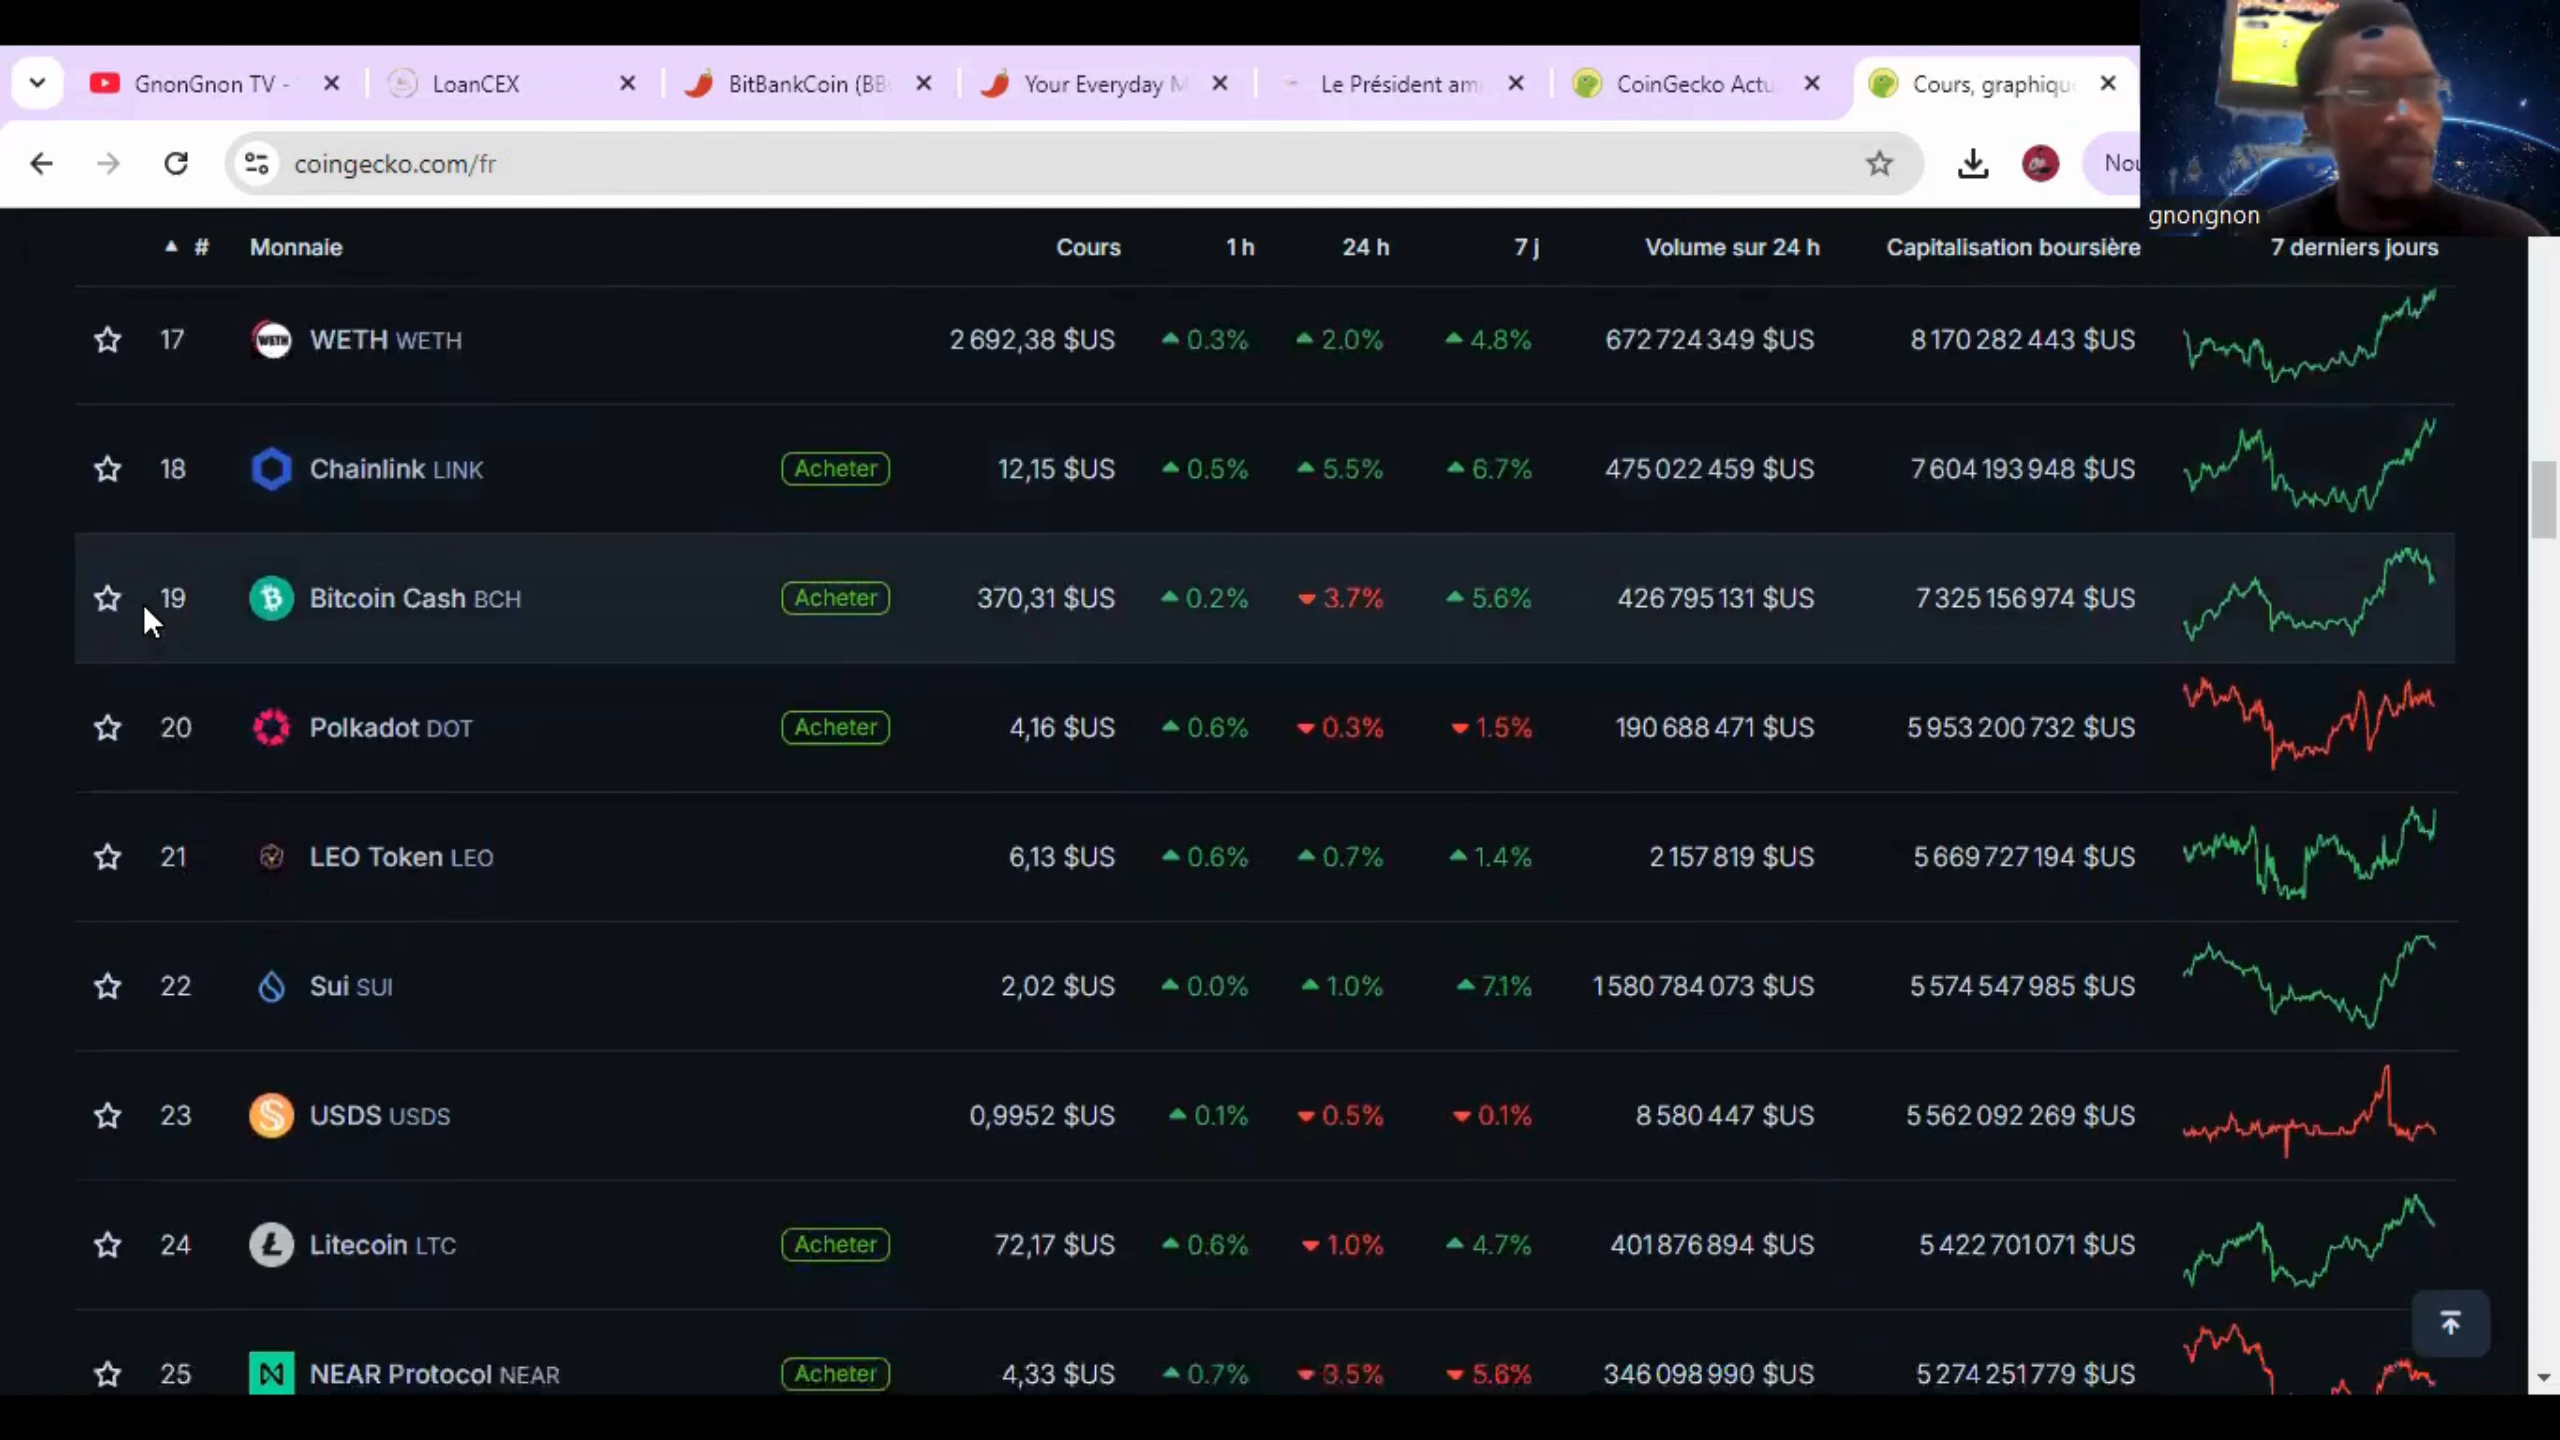 GnonGnon TV -
LoanCEX
BitBankCoin (BB
Your Everyday M
Le Président am
CoinGecko Actu
Cours, graphiqu
coingecko.com/fr
Nou
gnongnon
# Monnaie Cours 1 h 24 h 7 j Volume sur 24 h Capitalisation boursière 7 derniers jours
17 WETH WETH 2 692,38 $US 0.3% 2.0% 4.8% 672 724 349 $US 8 170 282 443 $US
18 Chainlink LINK Acheter 12,15 $US 0.5% 5.5% 6.7% 475 022 459 $US 7 604 193 948 $US
19 Bitcoin Cash BCH Acheter 370,31 $US 0.2% 3.7% 5.6% 426 795 131 $US 7 325 156 974 $US
20 Polkadot DOT Acheter 4,16 $US 0.6% 0.3% 1.5% 190 688 471 $US 5 953 200 732 $US
21 LEO Token LEO 6,13 $US 0.6% 0.7% 1.4% 2 157 819 $US 5 669 727 194 $US
22 Sui SUI 2,02 $US 0.0% 1.0% 7.1% 1 580 784 073 $US 5 574 547 985 $US
23 USDS USDS 0,9952 $US 0.1% 0.5% 0.1% 8 580 447 $US 5 562 092 269 $US
24 Litecoin LTC Acheter 72,17 $US 0.6% 1.0% 4.7% 401 876 894 $US 5 422 701 071 $US
25 NEAR Protocol NEAR Acheter 4,33 $US 0.7% 3.5% 5.6% 346 098 990 $US 5 274 251 779 $US